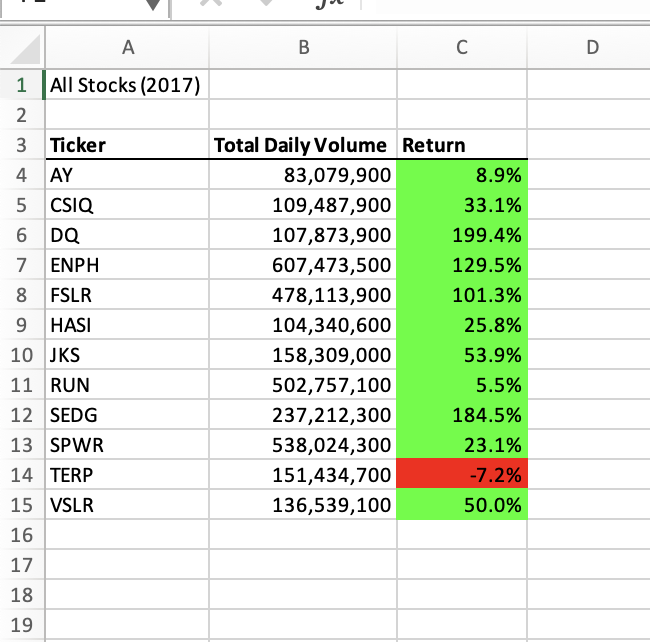 A B C D
1 All Stocks (2017)
2
3 Ticker Total Daily Volume Return
4 AY 83,079,900 8.9%
5 CSIQ 109,487,900 33.1%
6 DQ 107,873,900 199.4%
7 ENPH 607,473,500 129.5%
8 FSLR 478,113,900 101.3%
9 HASI 104,340,600 25.8%
10 JKS 158,309,000 53.9%
11 RUN 502,757,100 5.5%
12 SEDG 237,212,300 184.5%
13 SPWR 538,024,300 23.1%
14 TERP 151,434,700 -7.2%
15 VSLR 136,539,100 50.0%
16
17
18
19